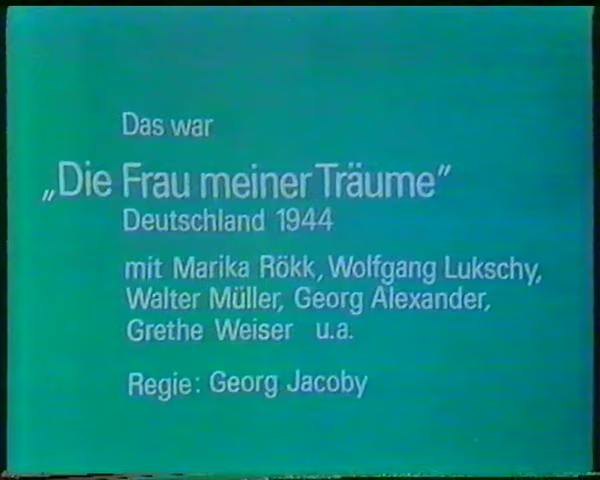 Das war
„Die Frau meiner Träume”
Deutschland 1944
mit Marika Rökk, Wolfgang Lukschy,
Walter Müller, Georg Alexander,
Grethe Weiser u.a.
Regie: Georg Jacoby